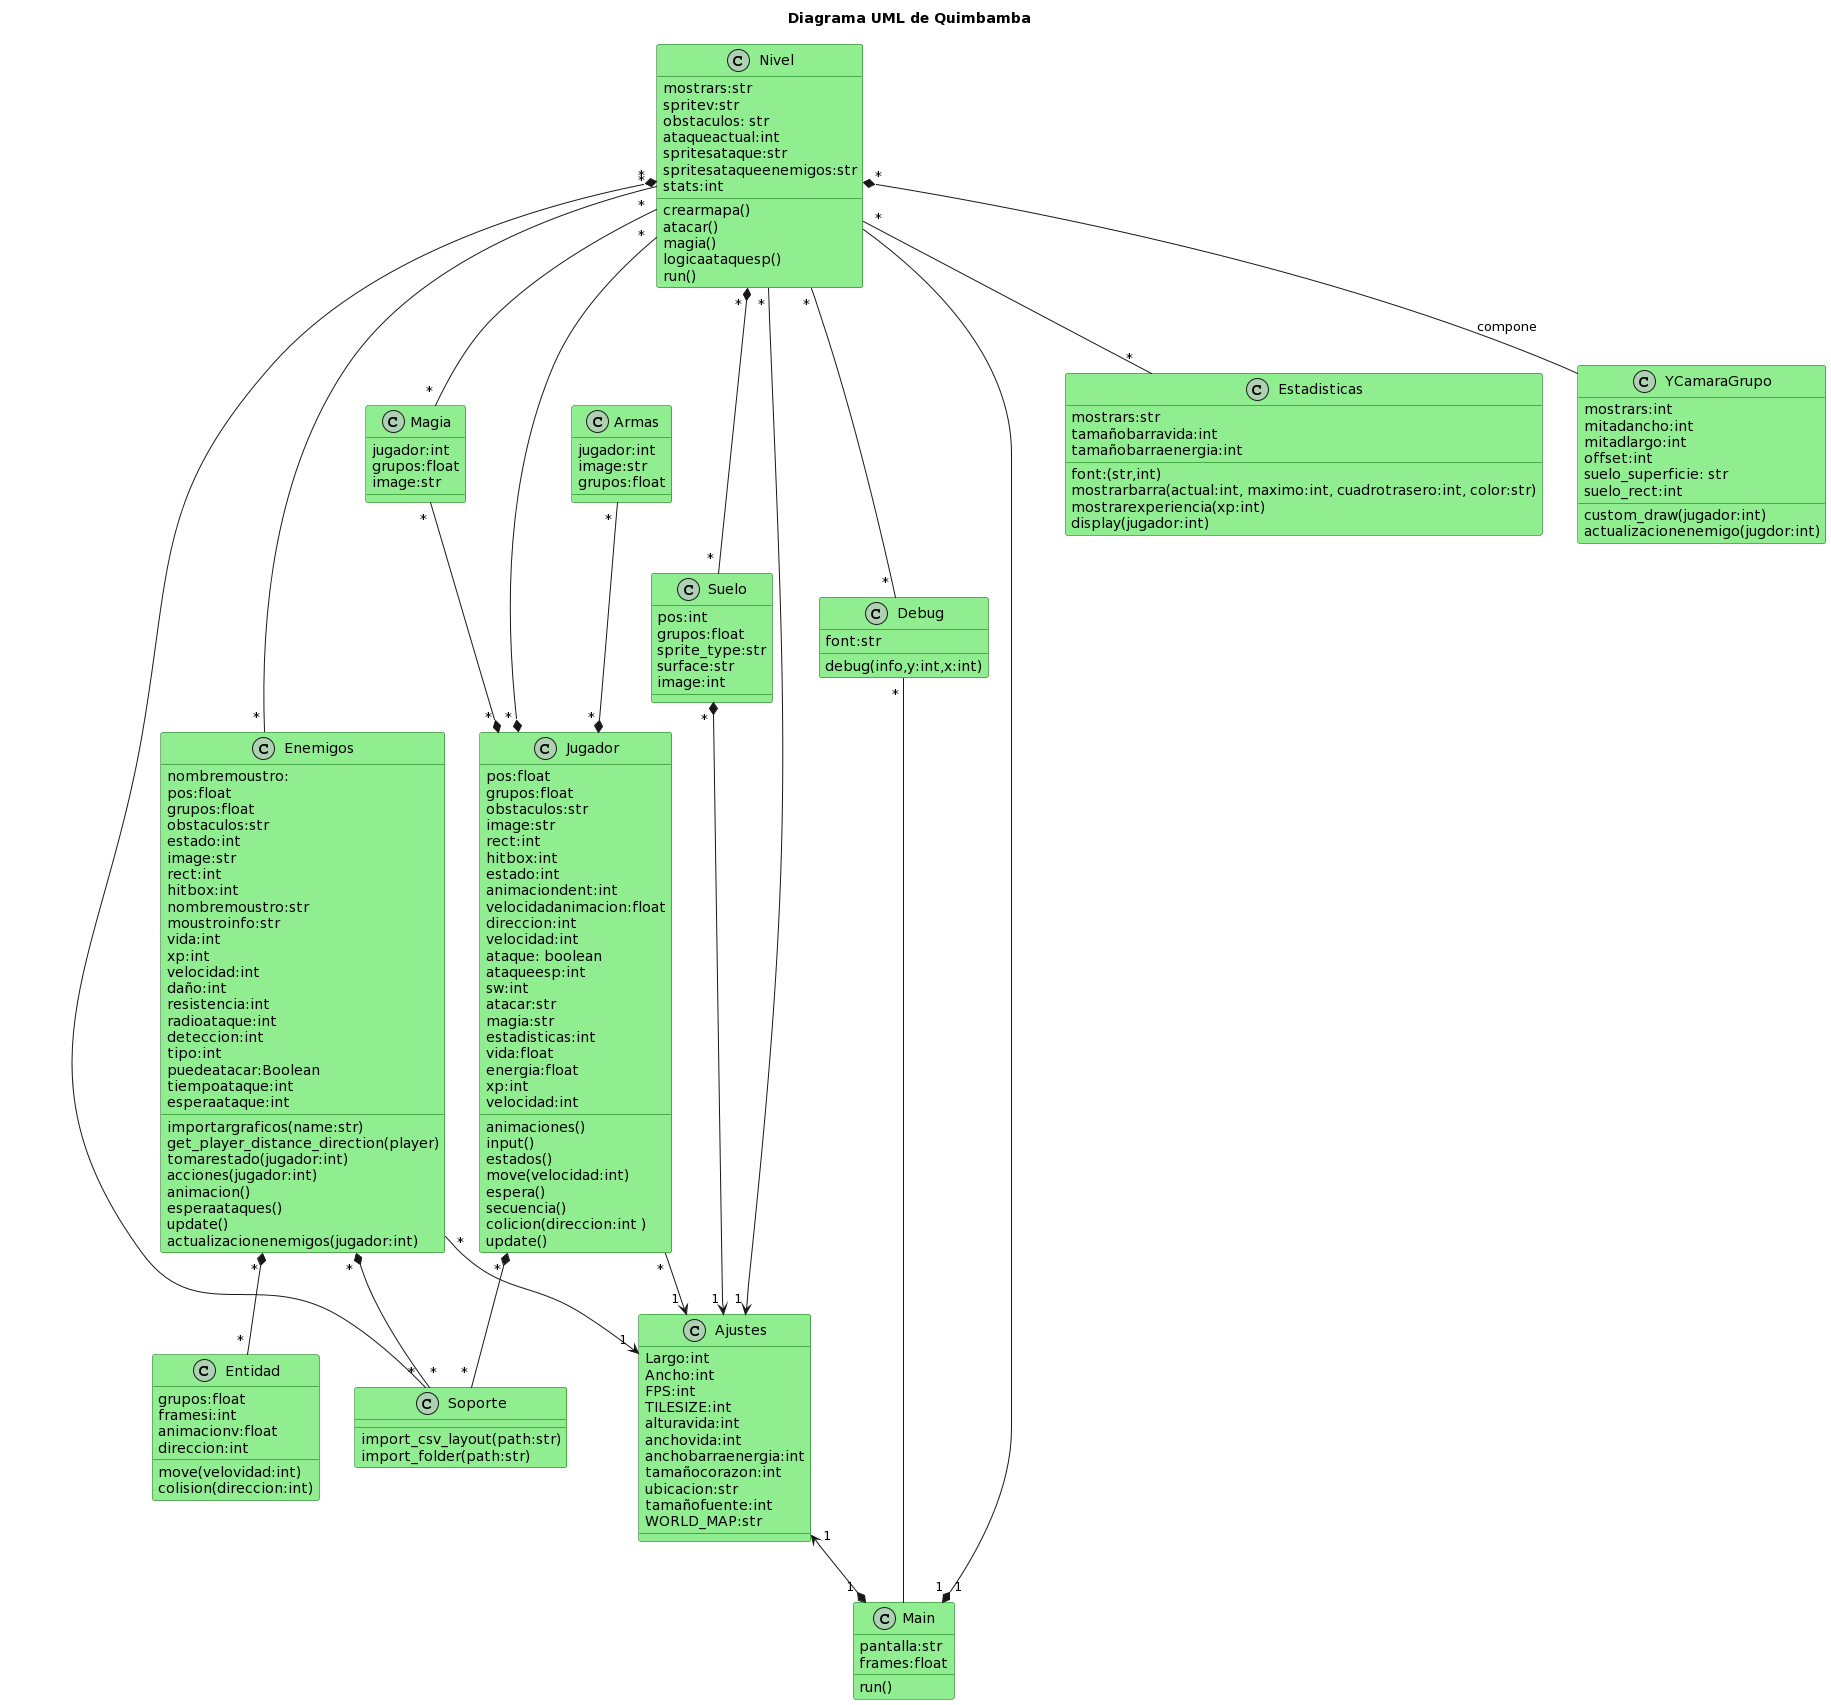 Diagrama UML de Quimbamba
C Nivel
mostrars:str
spritev:str
obstaculos: str
ataqueactual:int
spritesataque:str
spritesataqueenemigos:str
stats:int
crearmapa()
atacar()
magia()
logicaataquesp()
run()
*
*
*
*
*
*
*
*
*
compone
*
*
C Magia
jugador:int
grupos:float
image:str
*
C Armas
jugador:int
image:str
grupos:float
*
C Estadisticas
mostrars:str
tamañobarravida:int
tamañobarraenergia:int
font:(str,int)
mostrarbarra(actual:int, maximo:int, cuadrotrasero:int, color:str)
mostrarexperiencia(xp:int)
display(jugador:int)
C YCamaraGrupo
mostrars:int
mitadancho:int
mitadlargo:int
offset:int
suelo_superficie: str
suelo_rect:int
custom_draw(jugador:int)
actualizacionenemigo(jugdor:int)
*
*
C Suelo
pos:int
grupos:float
sprite_type:str
surface:str
image:int
*
C Debug
font:str
debug(info,y:int,x:int)
*
*
*
*
*
C Enemigos
nombremoustro:
pos:float
grupos:float
obstaculos:str
estado:int
image:str
rect:int
hitbox:int
nombremoustro:str
moustroinfo:str
vida:int
xp:int
velocidad:int
daño:int
resistencia:int
radioataque:int
deteccion:int
tipo:int
puedeatacar:Boolean
tiempoataque:int
esperaataque:int
importargraficos(name:str)
get_player_distance_direction(player)
tomarestado(jugador:int)
acciones(jugador:int)
animacion()
esperaataques()
update()
actualizacionenemigos(jugador:int)
C Jugador
pos:float
grupos:float
obstaculos:str
image:str
rect:int
hitbox:int
estado:int
animaciondent:int
velocidadanimacion:float
direccion:int
velocidad:int
ataque: boolean
ataqueesp:int
sw:int
atacar:str
magia:str
estadisticas:int
vida:float
energia:float
xp:int
velocidad:int
animaciones()
input()
estados()
move(velocidad:int)
espera()
secuencia()
colicion(direccion:int )
update()
*
*
*
*
*
1
1
1
1
*
*
*
*
C Entidad
grupos:float
framesi:int
animacionv:float
direccion:int
move(velovidad:int)
colision(direccion:int)
C Soporte
import_csv_layout(path:str)
import_folder(path:str)
C Ajustes
Largo:int
Ancho:int
FPS:int
TILESIZE:int
alturavida:int
anchovida:int
anchobarraenergia:int
tamañocorazon:int
ubicacion:str
tamañofuente:int
WORLD_MAP:str
1
1
1
1
C Main
pantalla:str
frames:float
run()